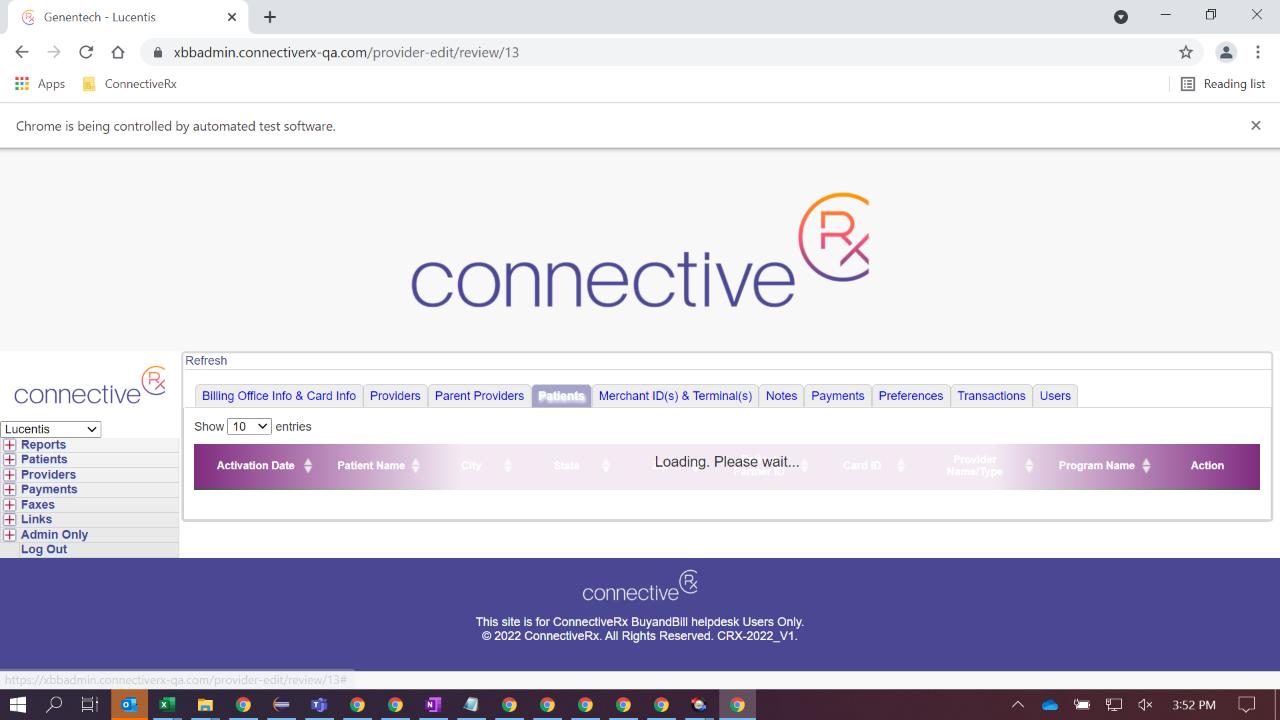 Genentech - Lucentis
xbbadmin.connectiverx-qa.com/provider-edit/review/13
Apps
ConnectiveRx
Reading list
Chrome is being controlled by automated test software.
connective Rx
connective Rx
Lucentis
Reports
Patients
Providers
Payments
Faxes
Links
Admin Only
Log Out
Refresh
Billing Office Info & Card Info Providers Parent Providers Patients Merchant ID(s) & Terminal(s) Notes Payments Preferences Transactions Users
Show 10 entries
Loading. Please wait...
Activation Date Patient Name City State Partner ID Card ID Provider Name/Type Program Name Action
connective Rx
This site is for ConnectiveRx BuyandBill helpdesk Users Only.
© 2022 ConnectiveRx. All Rights Reserved. CRX-2022_V1.
https://xbbadmin.connectiverx-qa.com/provider-edit/review/13#
3:52 PM